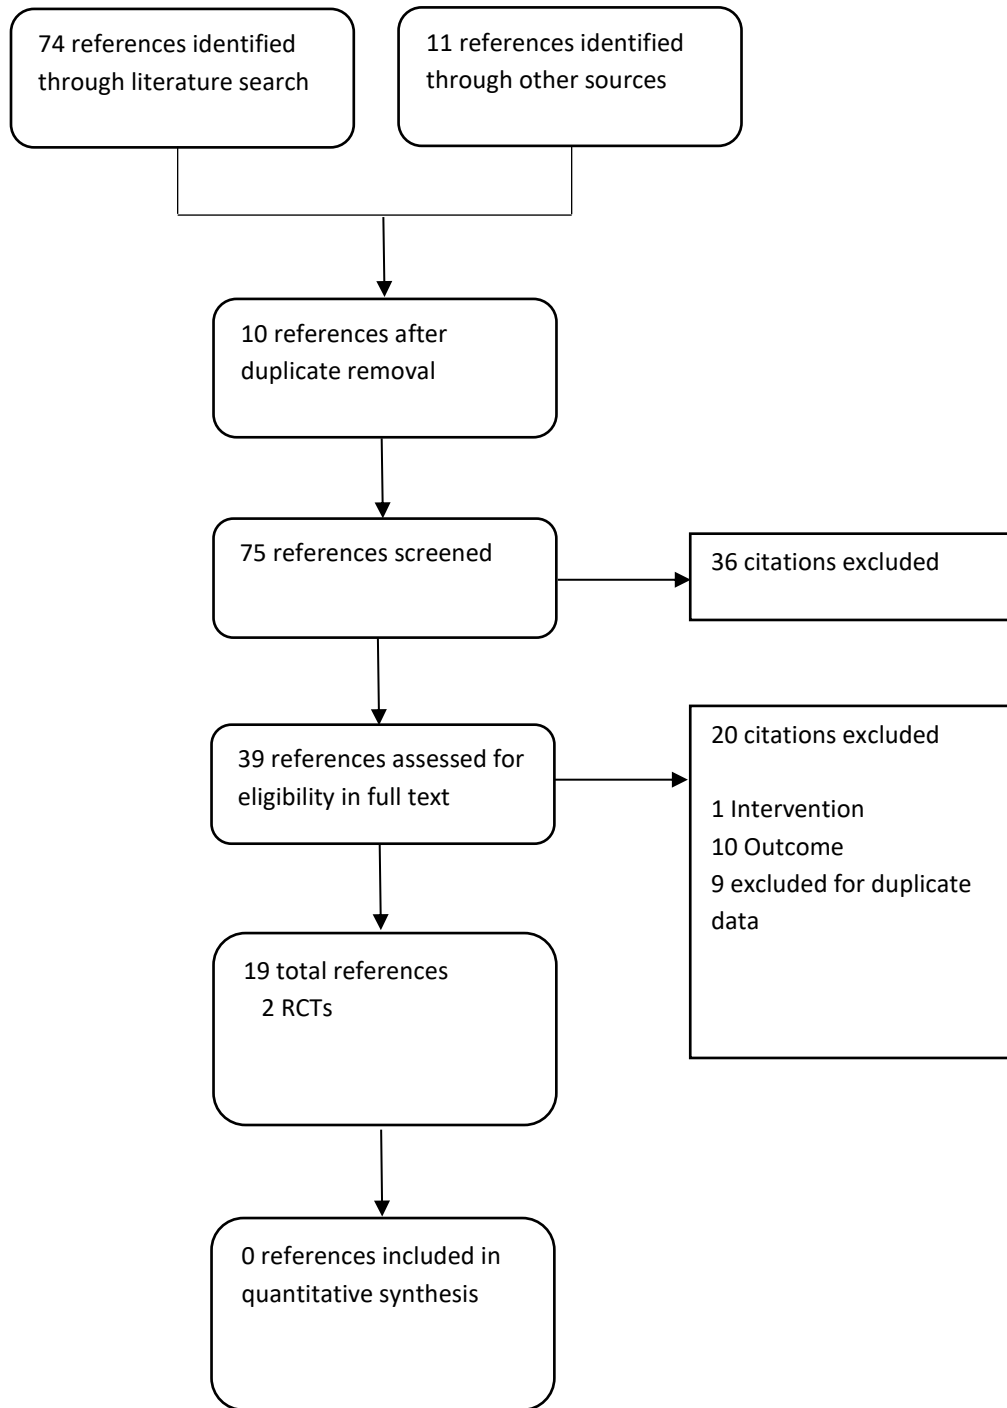 74 references identified
through literature search
11 references identified
through other sources
10 references after
duplicate removal
75 references screened
36 citations excluded
39 references assessed for
eligibility in full text
20 citations excluded
1 Intervention
10 Outcome
9 excluded for duplicate
data
19 total references
2 RCTs
0 references included in
quantitative synthesis